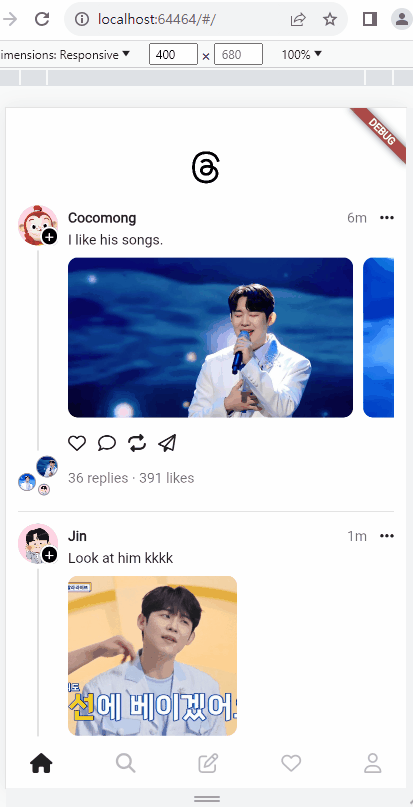 localhost:64464/#/
imensions: Responsive 400 × 680 100%
DEBUG
Cocomong 6m
I like his songs.
36 replies · 391 likes
Jin 1m
Look at him kkkk
선에 베이겠어